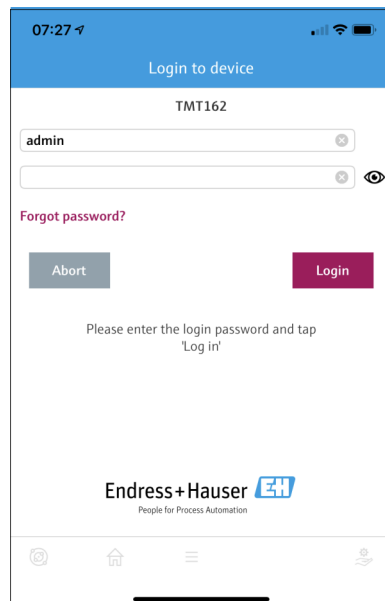 07:27
Login to device
TMT162
admin
Forgot password?
Abort
Login
Please enter the login password and tap
'Log in'
Endress+Hauser EH
People for Process Automation